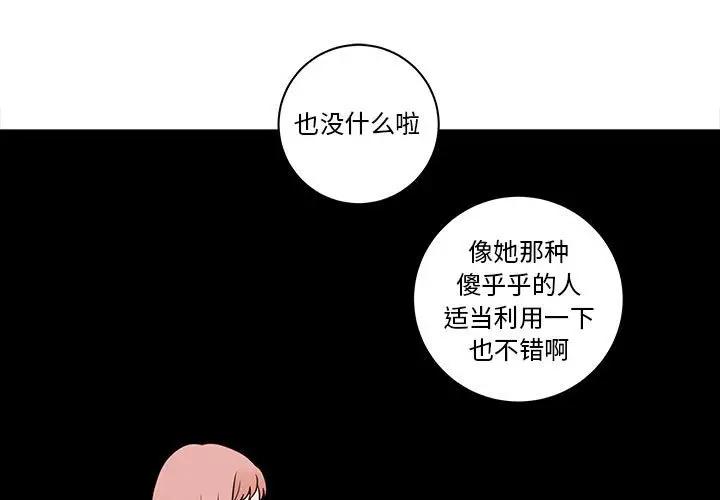 也没什么啦
像她那种
傻乎乎的人
适当利用一下
也不错啊